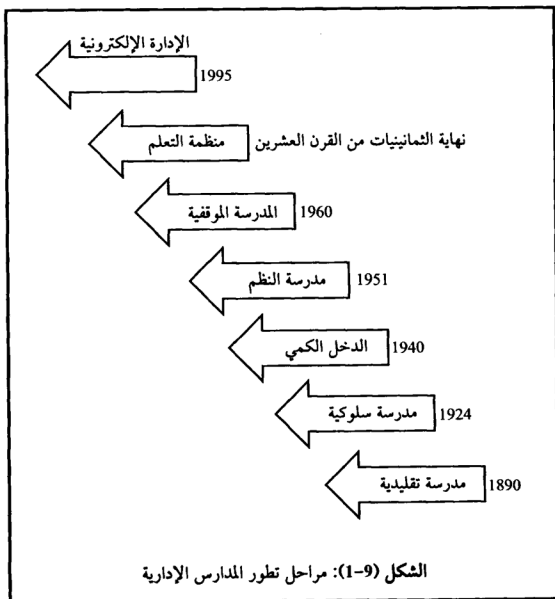 الإدارة الإلكترونية
1995
نهاية الثمانينيات من القرن العشرين منظمة التعلم
1960 المدرسة الموقفية
1951 مدرسة النظم
1940 الدخل الكمي
1924 مدرسة سلوكية
1890 مدرسة تقليدية
الشكل (9-1): مراحل تطور المدارس الإدارية